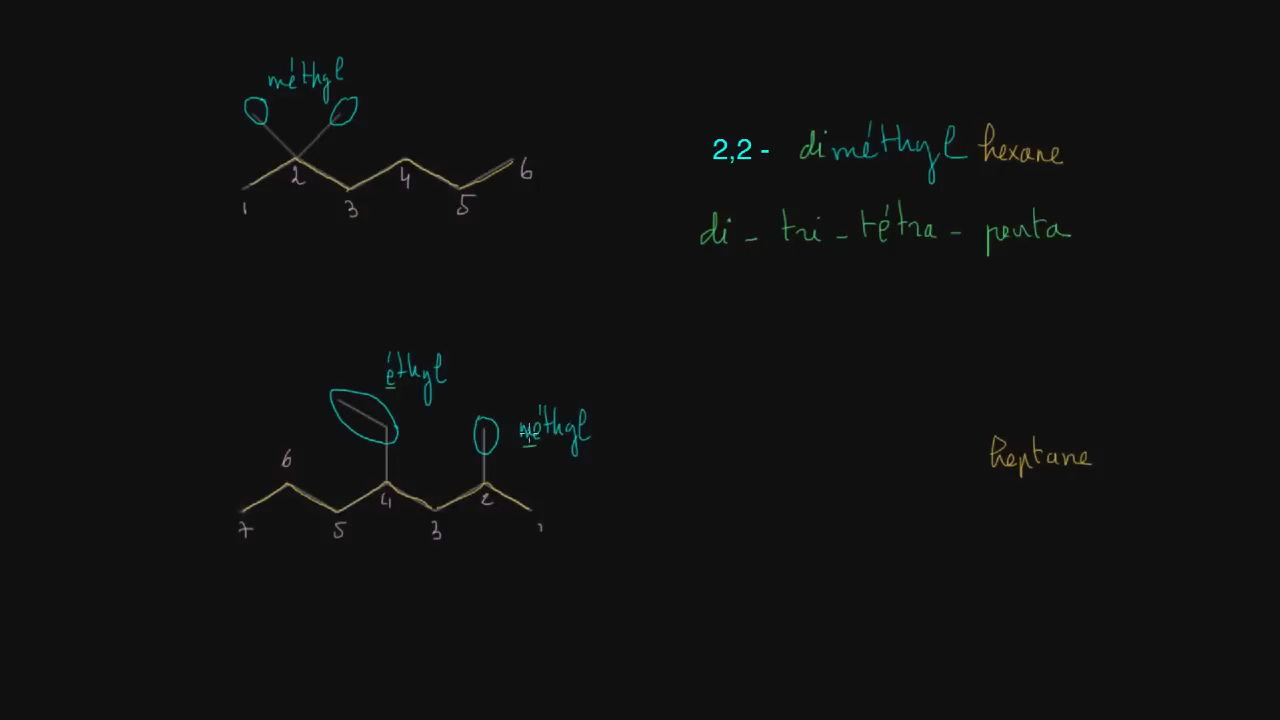 méthyl
2,2 - diméthyl hexane
1 2 3 4 5 6
di - tri - tétra - penta
éthyl
méthyl
heptane
7 6 5 4 3 2 1